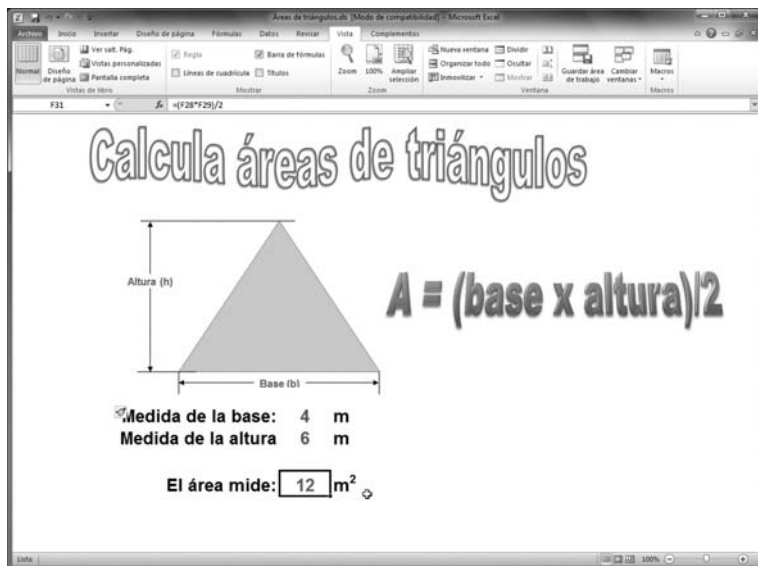 Áreas de triángulos.xls [Modo de compatibilidad] - Microsoft Excel
Archivo Inicio Insertar Diseño de página Fórmulas Datos Revisar Vista Complementos
Normal
Diseño de página
Ver salt. Pág.
Vistas personalizadas
Pantalla completa
Vistas de libro
Regla
Barra de fórmulas
Líneas de cuadrícula
Títulos
Mostrar
Zoom
100%
Ampliar selección
Zoom
Nueva ventana
Organizar todo
Inmovilizar
Dividir
Ocultar
Mostrar
Guardar área de trabajo
Cambiar ventanas
Ventana
Macros
Macros
F31 fx =(F28*F29)/2
Calcula áreas de triángulos
Altura (h)
A = (base x altura)/2
Base (b)
Medida de la base: 4 m
Medida de la altura 6 m
El área mide: 12 m²
Listo
100%